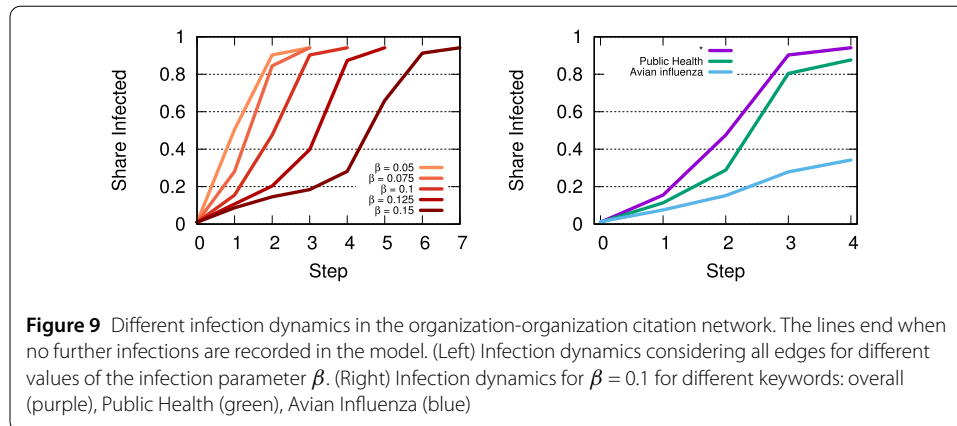 1
0.8
0.6
0.4
0.2
0
Share Infected
β = 0.05
β = 0.075
β = 0.1
β = 0.125
β = 0.15
0 1 2 3 4 5 6 7
Step
1
0.8
0.6
0.4
0.2
0
Share Infected
*
Public Health
Avian influenza
0 1 2 3 4
Step
Figure 9 Different infection dynamics in the organization-organization citation network. The lines end when
no further infections are recorded in the model. (Left) Infection dynamics considering all edges for different
values of the infection parameter β. (Right) Infection dynamics for β = 0.1 for different keywords: overall
(purple), Public Health (green), Avian Influenza (blue)